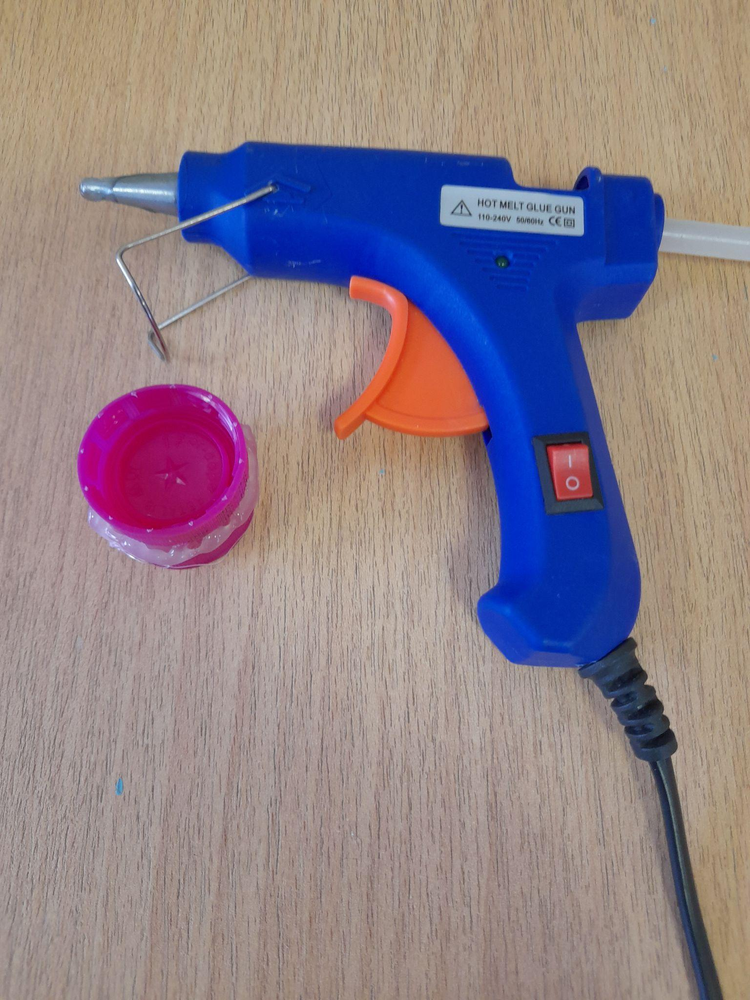 HOT MELT GLUE GUN
110-240V 50/60Hz CE
I
O